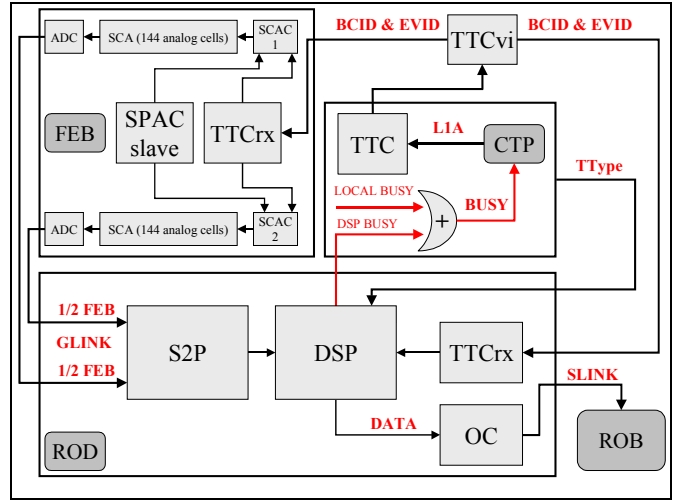 BCID & EVID
BCID & EVID
ADC
SCA (144 analog cells)
SCAC
1
TTCvi
FEB
SPAC
slave
TTCrx
TTC
L1A
CTP
TType
LOCAL BUSY
BUSY
DSP BUSY
+
ADC
SCA (144 analog cells)
SCAC
2
1/2 FEB
GLINK
1/2 FEB
S2P
DSP
TTCrx
SLINK
DATA
OC
ROB
ROD